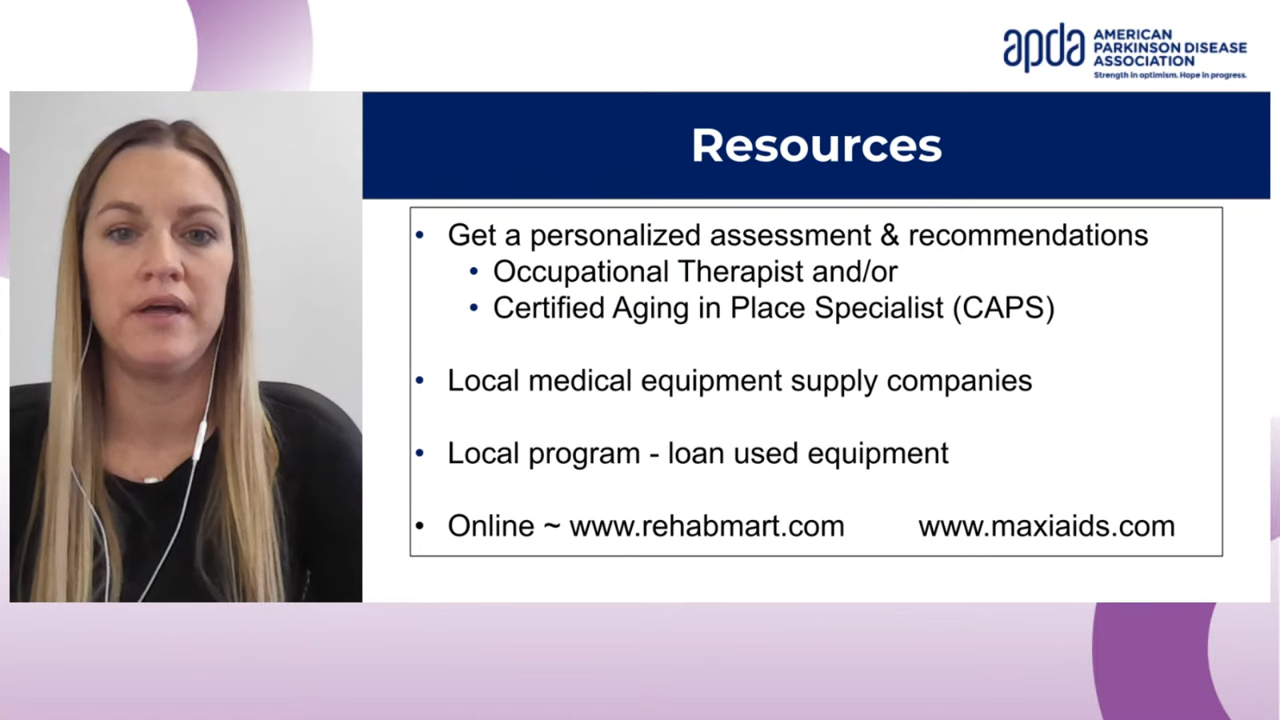 apda AMERICAN
PARKINSON DISEASE
ASSOCIATION
Strength in optimism. Hope in progress.
Resources
• Get a personalized assessment & recommendations
• Occupational Therapist and/or
• Certified Aging in Place Specialist (CAPS)
• Local medical equipment supply companies
• Local program - loan used equipment
• Online ~ www.rehabmart.com www.maxiaids.com